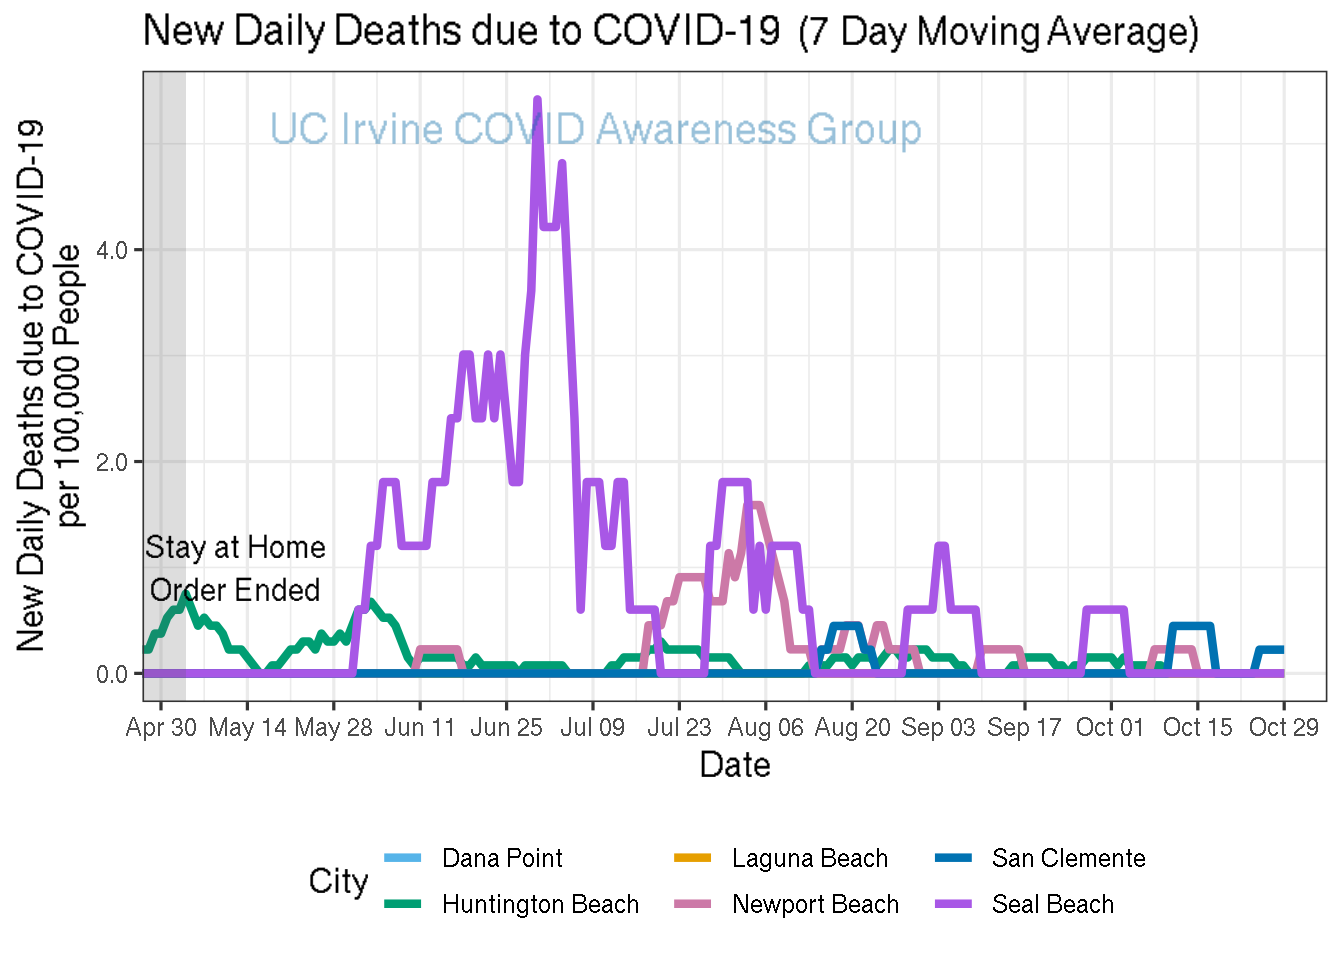 New Daily Deaths due to COVID-19 (7 Day Moving Average)
UC Irvine COVID Awareness Group
New Daily Deaths due to COVID-19
per 100,000 People
4.0
2.0
0.0
Stay at Home
Order Ended
Apr 30 May 14 May 28 Jun 11 Jun 25 Jul 09 Jul 23 Aug 06 Aug 20 Sep 03 Sep 17 Oct 01 Oct 15 Oct 29
Date
City
Dana Point Laguna Beach San Clemente
Huntington Beach Newport Beach Seal Beach